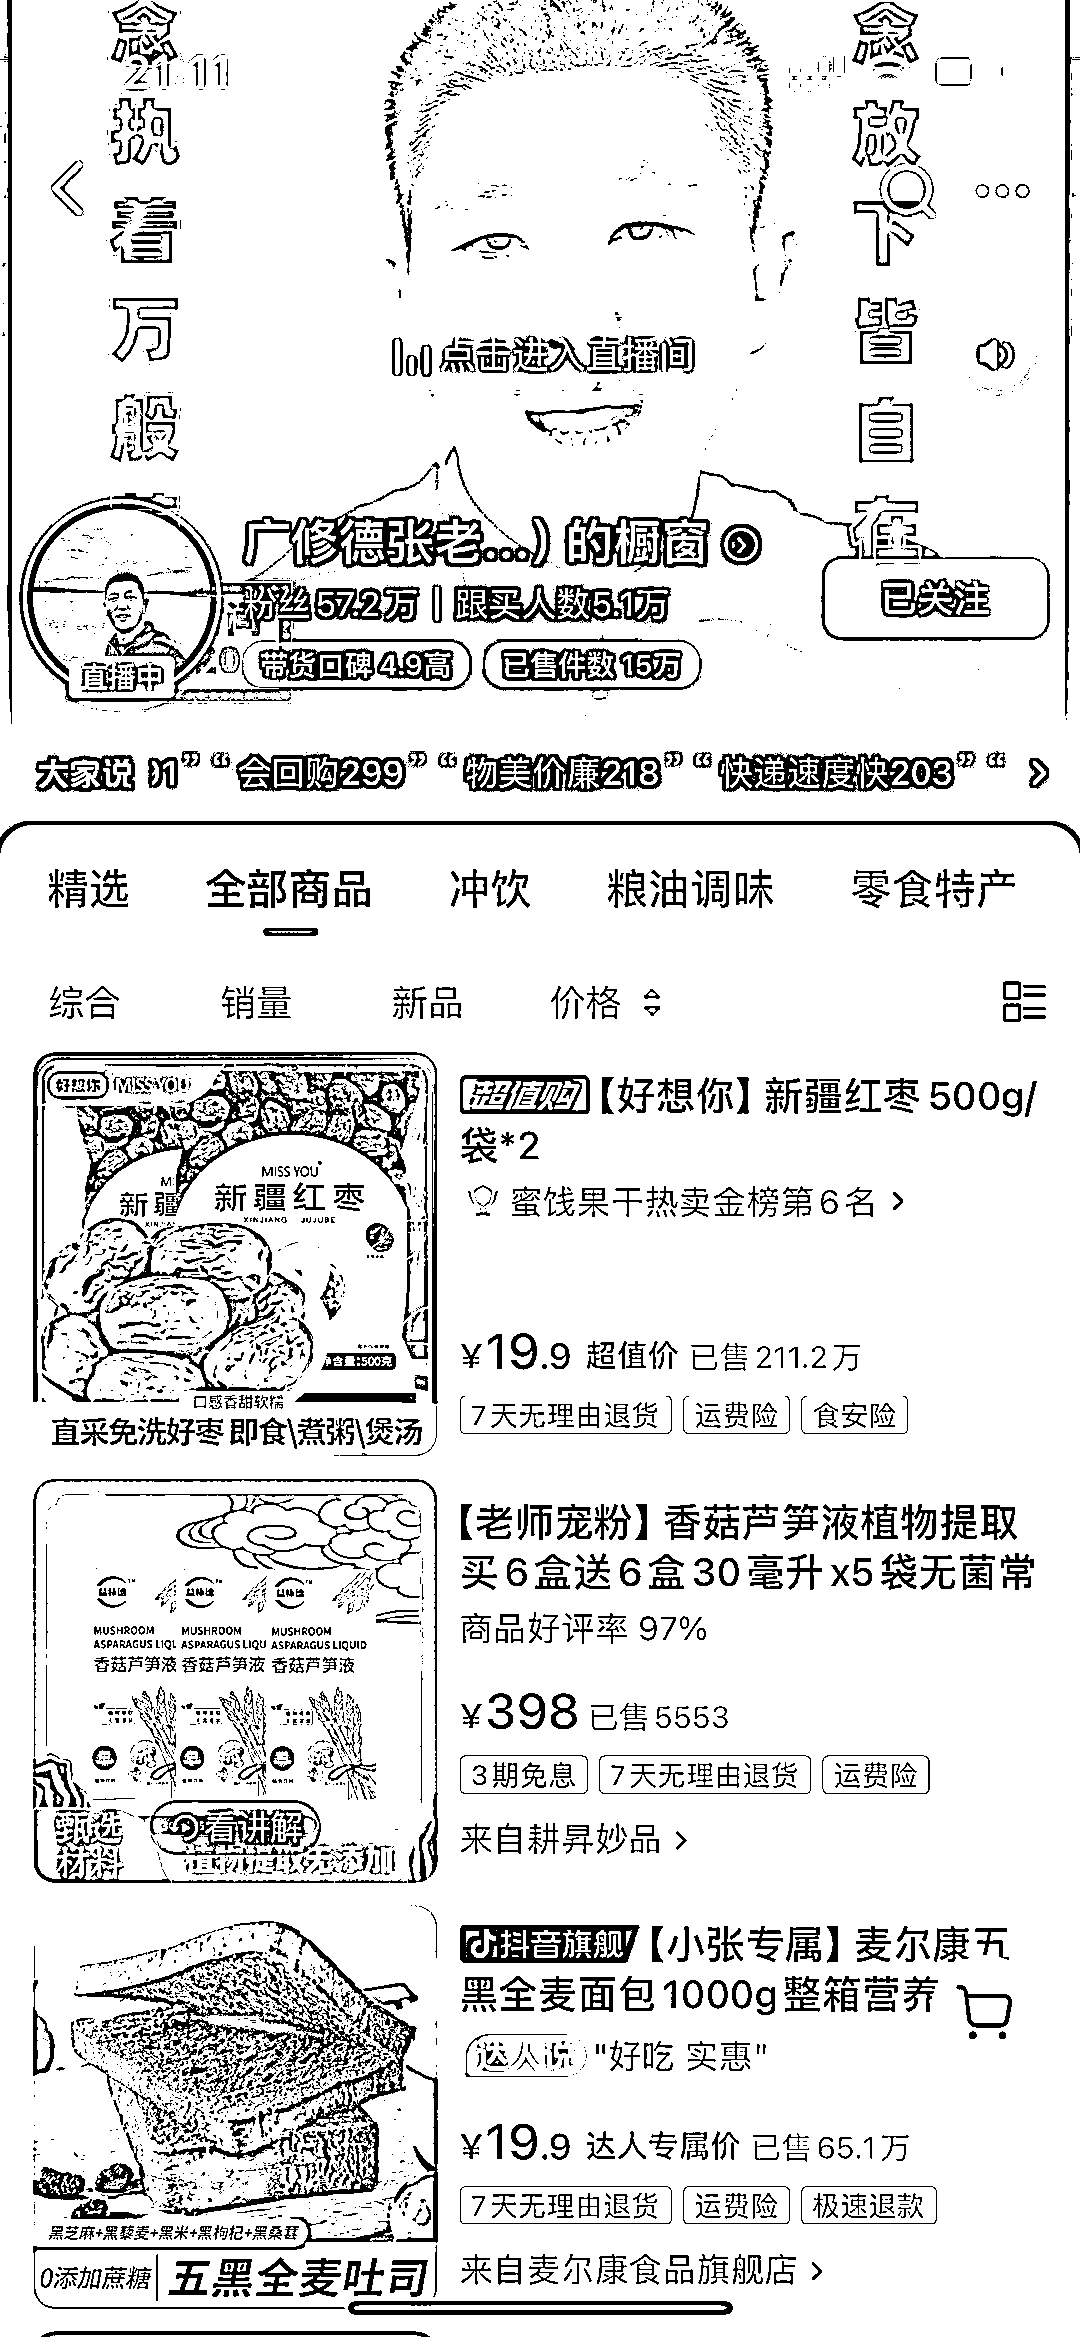 念 念
21:11
执 放
着 下
万 皆
般 自
在
点击进入直播间
广修德张老...）的橱窗
粉丝 57.2万 | 跟买人数5.1万
已关注
直播中
带货口碑 4.9高 已售件数 15万
大家说 01” “会回购299” “物美价廉218” “快递速度快203” “
精选 全部商品 冲饮 粮油调味 零食特产
综合 销量 新品 价格
好想你 MISSYOU
MISS YOU
新疆红枣
XINJIANG JUJUBE
新疆
含量:500克
口感香甜软糯
直采免洗好枣 即食\煮粥\煲汤
超值购【好想你】新疆红枣 500g/
袋*2
蜜饯果干热卖金榜第6名 >
¥19.9 超值价 已售 211.2万
7天无理由退货 运费险 食安险
MUSHROOM MUSHROOM MUSHROOM
ASPARAGUS LIQU ASPARAGUS LIQU ASPARAGUS LIQUID
香菇芦笋液 香菇芦笋液 香菇芦笋液
甄选
材料
看讲解
植物提取无添加
【老师宠粉】香菇芦笋液植物提取
买6盒送6盒30毫升x5袋无菌常
商品好评率 97%
¥398 已售 5553
3期免息 7天无理由退货 运费险
来自耕昇妙品 >
黑芝麻+黑藜麦+黑米+黑枸杞+黑桑葚
0添加蔗糖 五黑全麦吐司
抖音旗舰【小张专属】麦尔康五
黑全麦面包1000g整箱营养
达人说 "好吃 实惠"
¥19.9 达人专属价 已售 65.1万
7天无理由退货 运费险 极速退款
来自麦尔康食品旗舰店 >